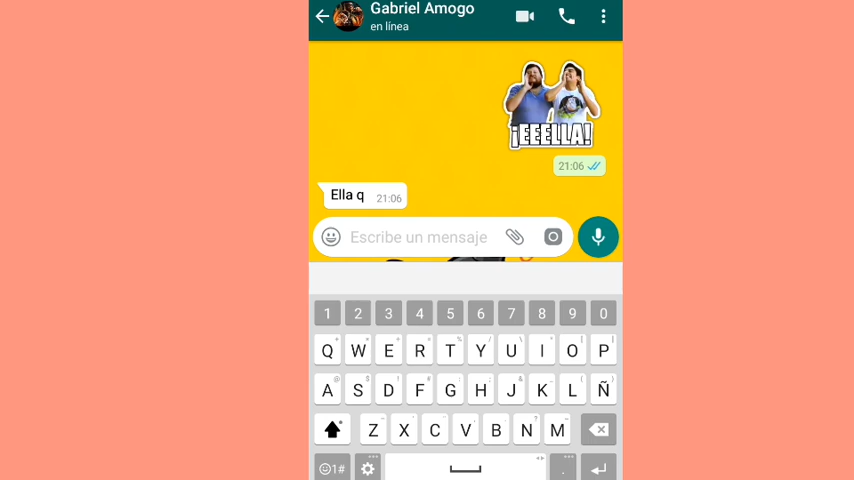 Gabriel Amogo
en línea
¡EEELLA!
21:06
Ella q 21:06
Escribe un mensaje
1 2 3 4 5 6 7 8 9 0
Q W E R T Y U I O P
A S D F G H J K L Ñ
Z X C V B N M
☺1# .